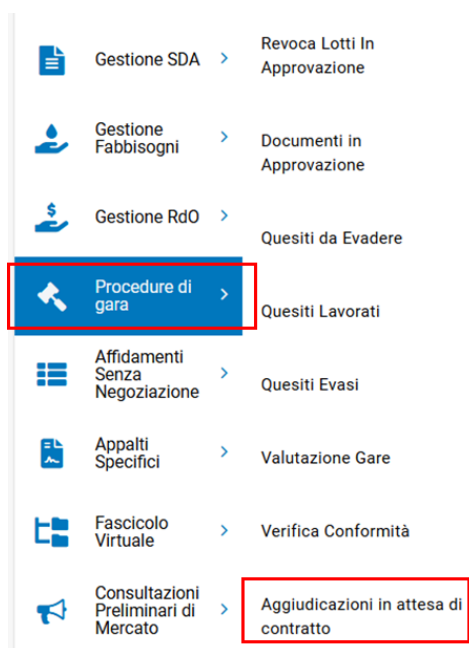 Gestione SDA
Gestione
Fabbisogni
Gestione RdO
Procedure di
gara
Affidamenti
Senza
Negoziazione
Appalti
Specifici
Fascicolo
Virtuale
Consultazioni
Preliminari di
Mercato
Revoca Lotti In
Approvazione
Documenti in
Approvazione
Quesiti da Evadere
Quesiti Lavorati
Quesiti Evasi
Valutazione Gare
Verifica Conformità
Aggiudicazioni in attesa di
contratto